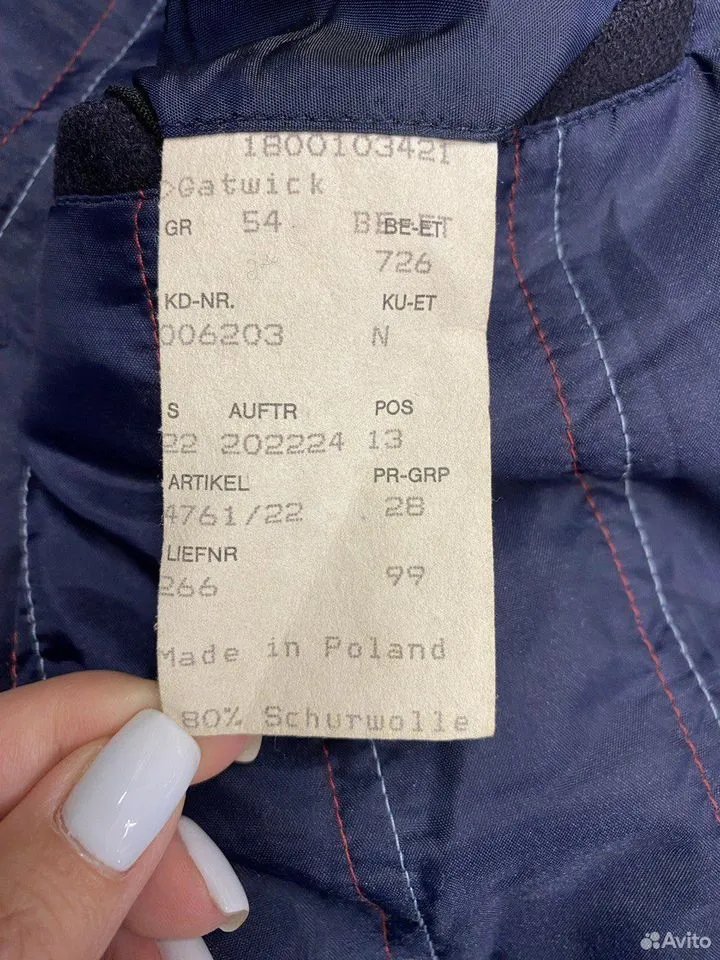 1800103421
Gatwick
GR 54 BE-ET
726
KD-NR. KU-ET
006203 N
S AUFTR POS
22 202224 13
ARTIKEL PR-GRP
4761/22 28
LIEFNR
266 99
Made in Poland
80% Schurwolle
Avito